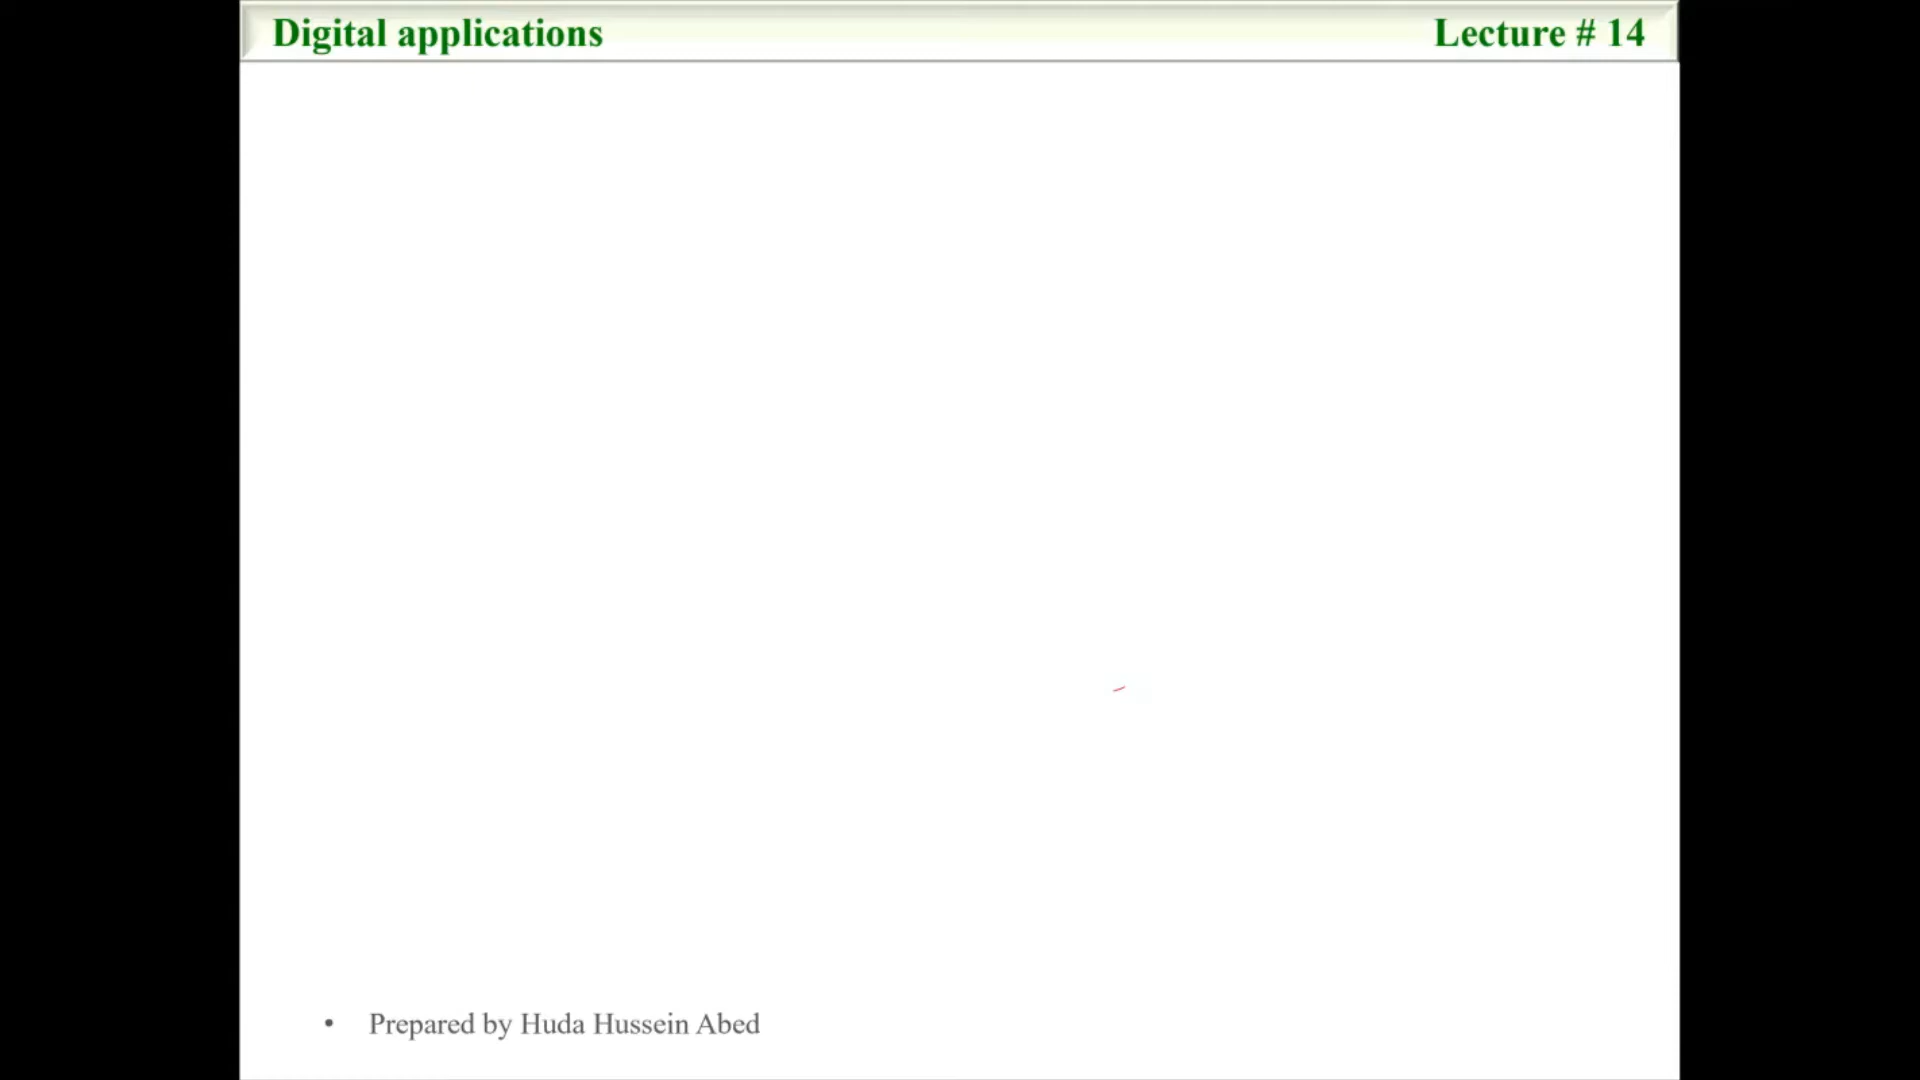 Digital applications Lecture # 14
• Prepared by Huda Hussein Abed